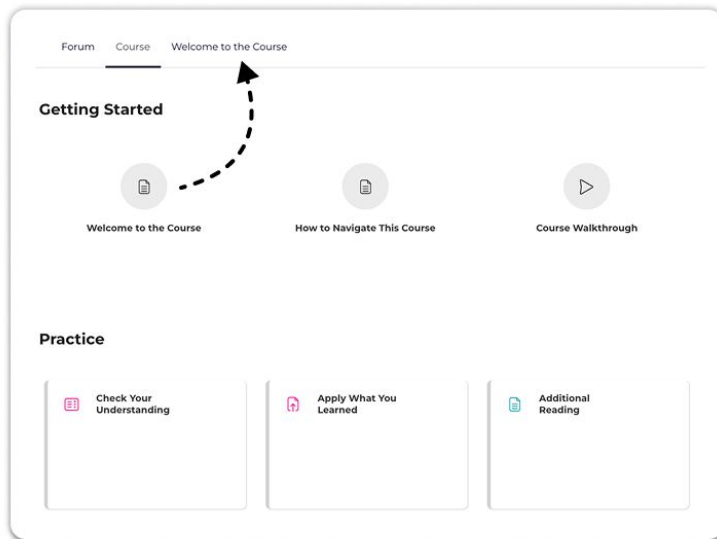 Forum Course Welcome to the Course
Getting Started
Welcome to the Course
How to Navigate This Course
Course Walkthrough
Practice
Check Your
Understanding
Apply What You
Learned
Additional
Reading